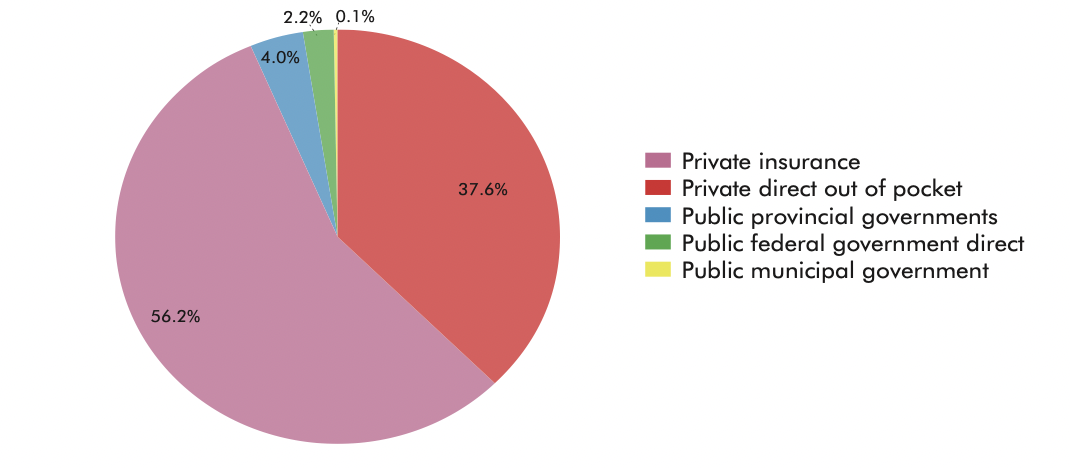 2.2% 0.1%
4.0%
37.6%
56.2%
Private insurance
Private direct out of pocket
Public provincial governments
Public federal government direct
Public municipal government